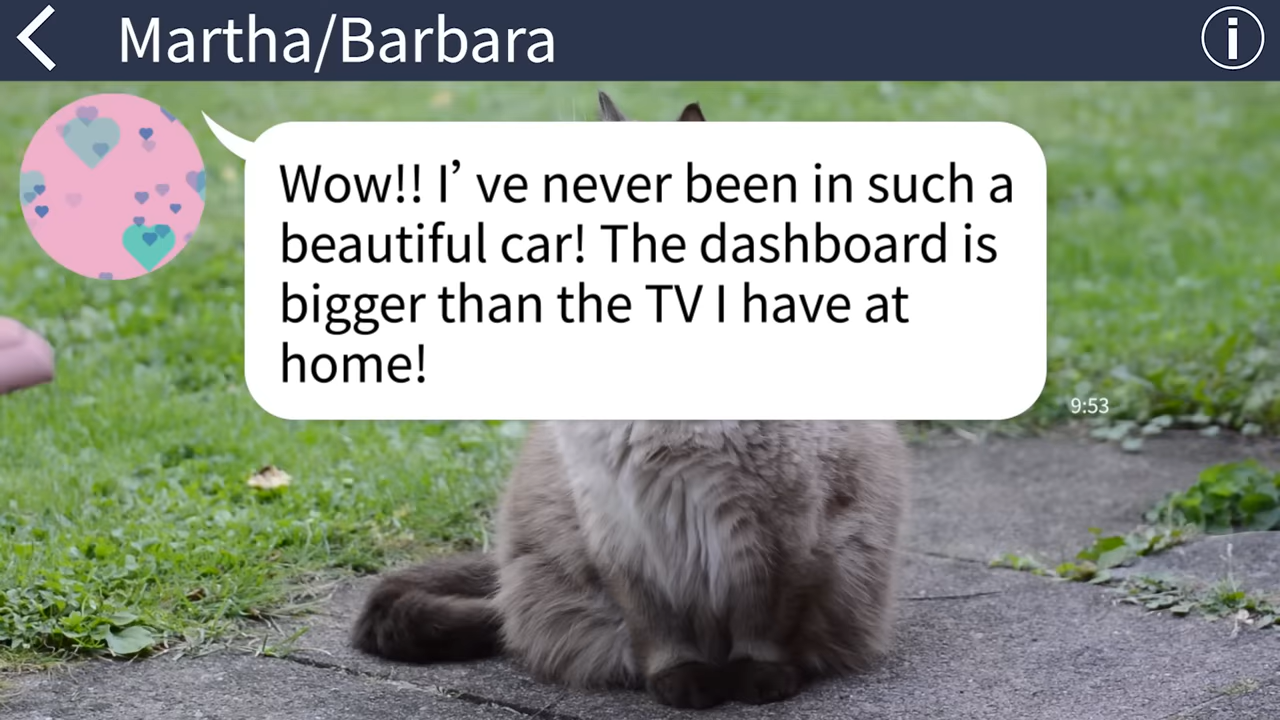 Martha/Barbara
Wow!! I’ ve never been in such a
beautiful car! The dashboard is
bigger than the TV I have at
home!
9:53